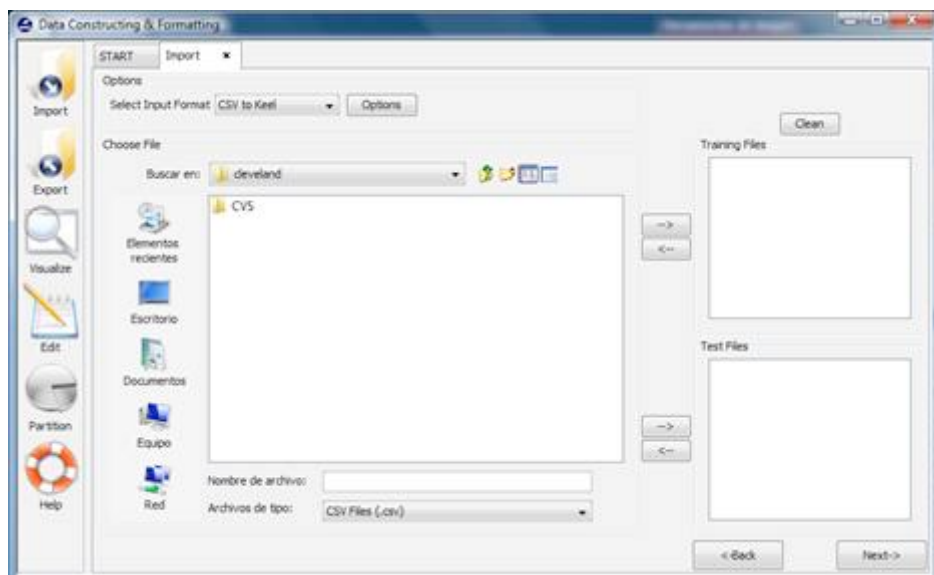 Data Constructing & Formatting
START
Import
Options
Select Input Format
CSV to Keel
Options
Choose File
Buscar en:
cleveland
CVS
Import
Export
Visualize
Edit
Partition
Help
Elementos
recientes
Escritorio
Documentos
Equipo
Red
Nombre de archivo:
Archivos de tipo:
CSV Files (.csv)
-->
<--
-->
<--
Clean
Training Files
Test Files
<-Back
Next->